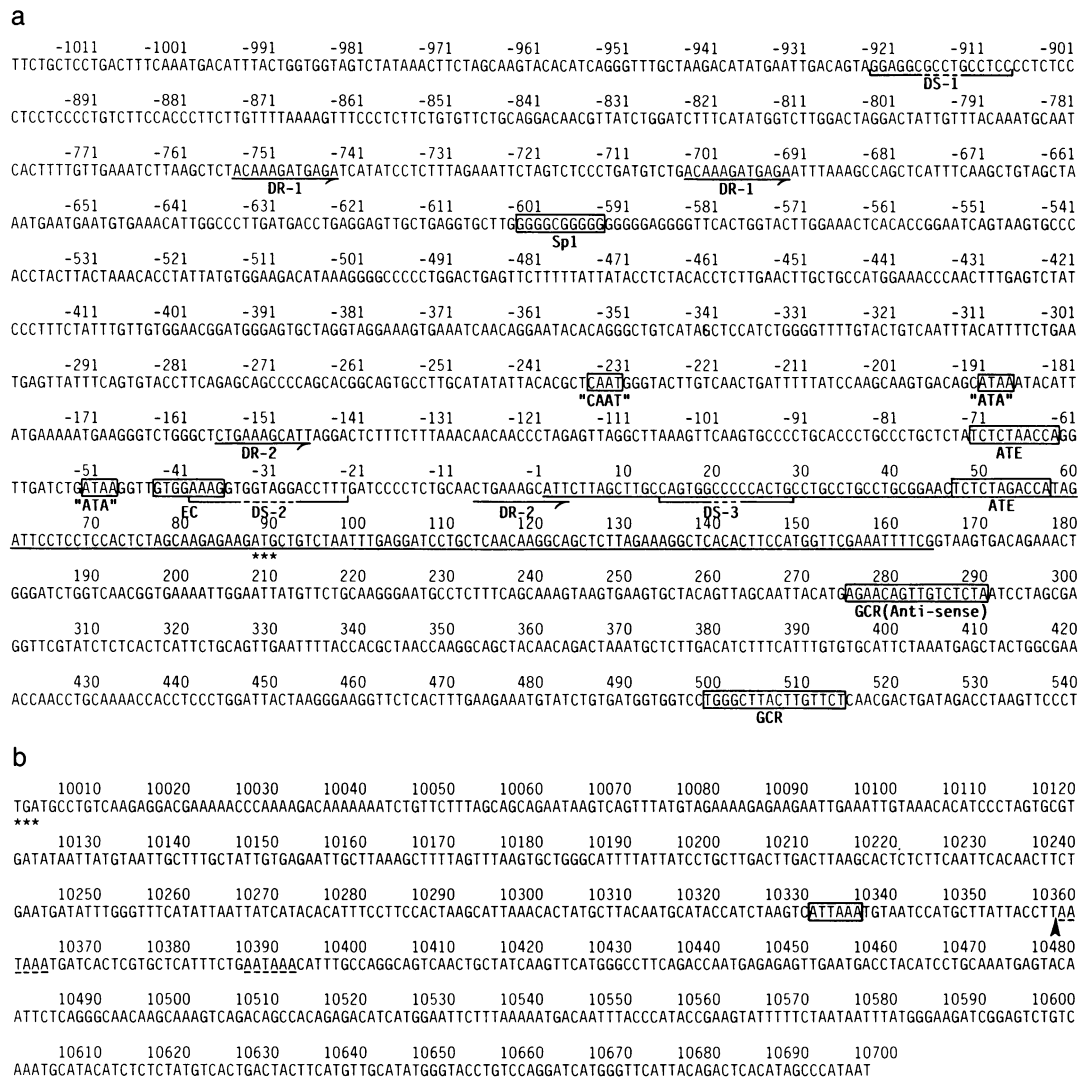 a
-1011 -1001 -991 -981 -971 -961 -951 -941 -931 -921 -911 -901
TTCTGCTCCTGACTTTCAAATGACATTTACTGGTGGTAGTCTATAAACTTCTAGCAAGTACACATCAGGGTTTGCTAAGACATATGAATTGACAGTAGGAGGCGCCTGCCTCCCCTCTCC
DS-1
-891 -881 -871 -861 -851 -841 -831 -821 -811 -801 -791 -781
CTCCTCCCCTGTCTTCCACCCTTCTTGTTTTAAAAGTTTCCCTCTTCTGTGTTCTGCAGGACAACGTTATCTGGATCTTTCATATGGTCTTGGACTAGGACTATTGTTTACAAATGCAAT
-771 -761 -751 -741 -731 -721 -711 -701 -691 -681 -671 -661
CACTTTTGTTGAAATCTTAAGCTCTACAAAGATGAGATCATATCCTCTTTAGAAATTCTAGTCTCCCTGATGTCTGACAAAGATGAGAATTTAAAGCCAGCTCATTTCAAGCTGTAGCTA
DR-1 DR-1
-651 -641 -631 -621 -611 -601 -591 -581 -571 -561 -551 -541
AATGAATGAATGTGAAACATTGGCCCTTGATGACCTGAGGAGTTGCTGAGGTGCTTGGGGGCGGGGGGGGGGAGGGGTTCACTGGTACTTGGAAACTCACACCGGAATCAGTAAGTGCCC
Sp1
-531 -521 -511 -501 -491 -481 -471 -461 -451 -441 -431 -421
ACCTACTTACTAAACACCTATTATGTGGAAGACATAAAGGGGCCCCCTGGACTGAGTTCTTTTTATTATACCTCTACACCTCTTGAACTTGCTGCCATGGAAACCCAACTTTGAGTCTAT
-411 -401 -391 -381 -371 -361 -351 -341 -331 -321 -311 -301
CCCTTTCTATTTGTTGTGGAACGGATGGGAGTGCTAGGTAGGAAAGTGAAATCAACAGGAATACACAGGGCTGTCATAGCTCCATCTGGGGTTTTGTACTGTCAATTTACATTTTCTGAA
-291 -281 -271 -261 -251 -241 -231 -221 -211 -201 -191 -181
TGAGTTATTTCAGTGTACCTTCAGAGCAGCCCCAGCACGGCAGTGCCTTGCATATATTACACGCTCAATGGGTACTTGTCAACTGATTTTTATCCAAGCAAGTGACAGCATAAATACATT
"CAAT" "ATA"
-171 -161 -151 -141 -131 -121 -111 -101 -91 -81 -71 -61
ATGAAAAATGAAGGGTCTGGGCTCTGAAAGCATTAGGACTCTTTCTTTAAACAACAACCCTAGAGTTAGGCTTAAAGTTCAAGTGCCCCTGCACCCTGCCCTGCTCTATCTCTAACCAGG
DR-2 ATE
-51 -41 -31 -21 -11 -1 10 20 30 40 50 60
TTGATCTGATAAGGTTGTGGAAAGGTGGTAGGACCTTTGATCCCCTCTGCAACTGAAAGCATTCTTAGCTTGCCAGTGGCCCCCACTGCCTGCCTGCCTGCGGAACTCTCTAGACCATAG
"ATA" EC DS-2 DR-2 DS-3 ATE
70 80 90 100 110 120 130 140 150 160 170 180
ATTCCTCCTCCACTCTAGCAAGAGAAGATGCTGTCTAATTTGAGGATCCTGCTCAACAAGGCAGCTCTTAGAAAGGCTCACACTTCCATGGTTCGAAATTTTCGGTAAGTGACAGAAACT
***
190 200 210 220 230 240 250 260 270 280 290 300
GGGATCTGGTCAACGGTGAAAATTGGAATTATGTTCTGCAAGGGAATGCCTCTTTCAGCAAAGTAAGTGAAGTGCTACAGTTAGCAATTACATGAGAACAGTTGTCTCTAATCCTAGCGA
GCR(Anti-sense)
310 320 330 340 350 360 370 380 390 400 410 420
GGTTCGTATCTCTCACTCATTCTGCAGTTGAATTTTACCACGCTAACCAAGGCAGCTACAACAGACTAAATGCTCTTGACATCTTTCATTTGTGTGCATTCTAAATGAGCTACTGGCGAA
430 440 450 460 470 480 490 500 510 520 530 540
ACCAACCTGCAAAACCACCTCCCTGGATTACTAAGGGAAGGTTCTCACTTTGAAGAAATGTATCTGTGATGGTGGTCCTGGGCTTACTTGTTCTCAACGACTGATAGACCTAAGTTCCCT
GCR
b
10010 10020 10030 10040 10050 10060 10070 10080 10090 10100 10110 10120
TGATGCCTGTCAAGAGGACGAAAAACCCAAAAGACAAAAAAATCTGTTCTTTAGCAGCAGAATAAGTCAGTTTATGTAGAAAAGAGAAGAATTGAAATTGTAAACACATCCCTAGTGCGT
***
10130 10140 10150 10160 10170 10180 10190 10200 10210 10220 10230 10240
GATATAATTATGTAATTGCTTTGCTATTGTGAGAATTGCTTAAAGCTTTTAGTTTAAGTGCTGGGCATTTTATTATCCTGCTTGACTTGACTTAAGCACTCTCTTCAATTCACAACTTCT
10250 10260 10270 10280 10290 10300 10310 10320 10330 10340 10350 10360
GAATGATATTTGGGTTTCATATTAATTATCATACACATTTCCTTCCACTAAGCATTAAACACTATGCTTACAATGCATACCATCTAAGTCATTAAATGTAATCCATGCTTATTACCTTAA
10370 10380 10390 10400 10410 10420 10430 10440 10450 10460 10470 10480
TAAATGATCACTCGTGCTCATTTCTGAATAAACATTTGCCAGGCAGTCAACTGCTATCAAGTTCATGGGCCTTCAGACCAATGAGAGAGTTGAATGACCTACATCCTGCAAATGAGTACA
10490 10500 10510 10520 10530 10540 10550 10560 10570 10580 10590 10600
ATTCTCAGGGCAACAAGCAAAGTCAGACAGCCACAGAGACATCATGGAATTCTTTAAAAATGACAATTTACCCATACCGAAGTATTTTTCTAATAATTTATGGGAAGATCGGAGTCTGTC
10610 10620 10630 10640 10650 10660 10670 10680 10690 10700
AAATGCATACATCTCTCTATGTCACTGACTACTTCATGTTGCATATGGGTACCTGTCCAGGATCATGGGTTCATTACAGACTCACATAGCCCATAAT